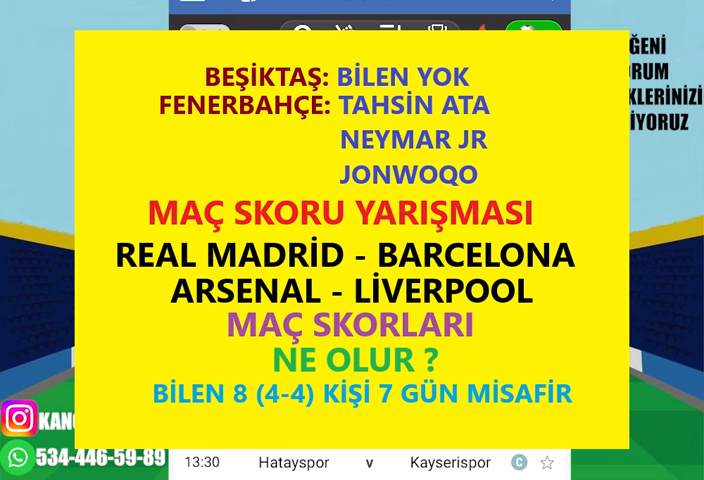 BEŞİKTAŞ: BİLEN YOK
FENERBAHÇE: TAHSİN ATA
NEYMAR JR
JONWOQO
MAÇ SKORU YARIŞMASI
REAL MADRİD - BARCELONA
ARSENAL - LİVERPOOL
MAÇ SKORLARI
NE OLUR ?
BİLEN 8 (4-4) KİŞİ 7 GÜN MİSAFİR
ĞENİ
ORUM
KLERİNİZİ
İYORUZ
KANG
534-446-59-89
13:30 Hatayspor v Kayserispor C